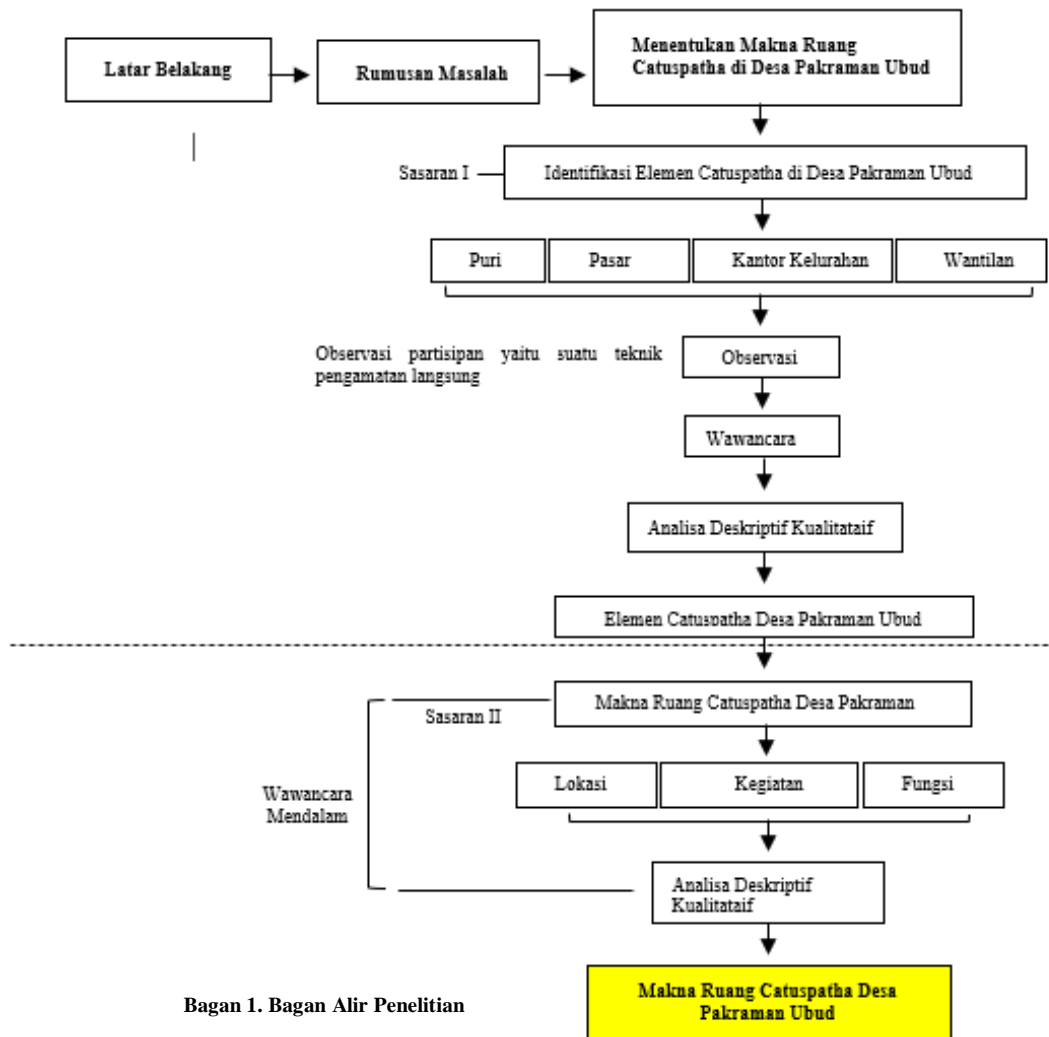 Latar Belakang
Rumusan Masalah
Menentukan Makna Ruang
Catuspatha di Desa Pakraman Ubud
Sasaran I
Identifikasi Elemen Catuspatha di Desa Pakraman Ubud
Puri
Pasar
Kantor Kelurahan
Wantilan
Observasi partisipan yaitu suatu teknik
pengamatan langsung
Observasi
Wawancara
Analisa Deskriptif Kualitataif
Elemen Catuspatha Desa Pakraman Ubud
Sasaran II
Makna Ruang Catuspatha Desa Pakraman
Lokasi
Kegiatan
Fungsi
Wawancara
Mendalam
Analisa Deskriptif
Kualitataif
Makna Ruang Catuspatha Desa
Pakraman Ubud
Bagan 1. Bagan Alir Penelitian